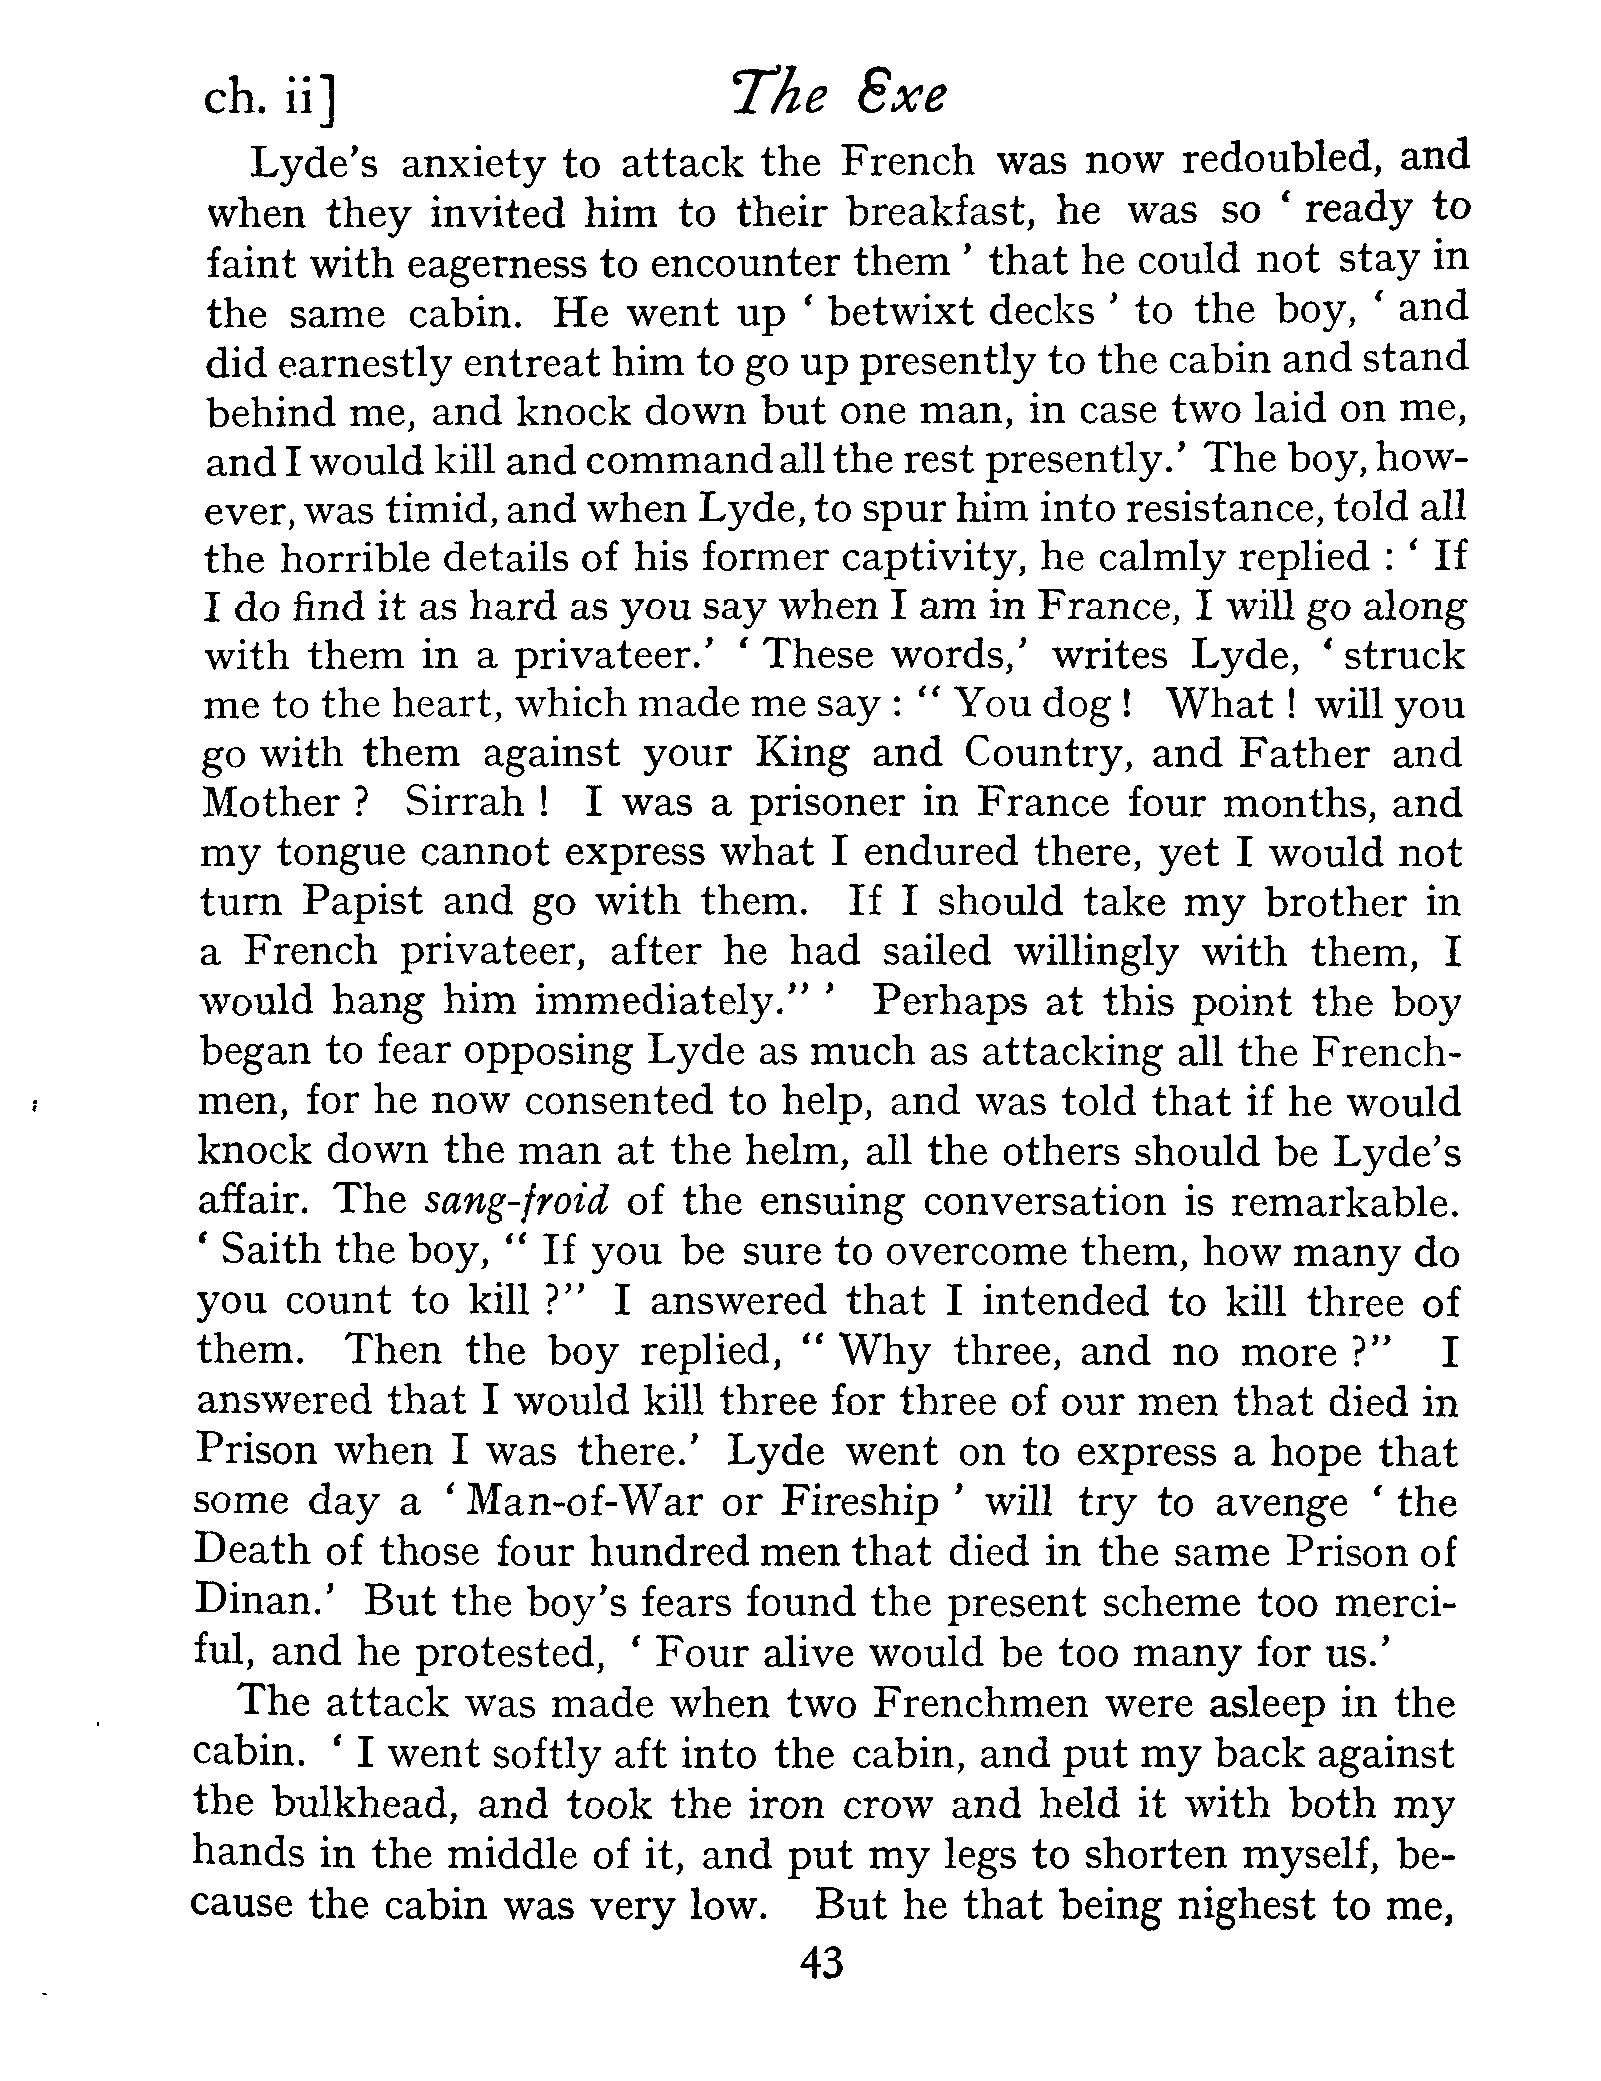 ch. ii] The Exe
Lyde's anxiety to attack the French was now redoubled, and
when they invited him to their breakfast, he was so ‘ ready to
faint with eagerness to encounter them ’ that he could not stay in
the same cabin. He went up ‘ betwixt decks ’ to the boy, ‘ and
did earnestly entreat him to go up presently to the cabin and stand
behind me, and knock down but one man, in case two laid on me,
and I would kill and command all the rest presently.’ The boy, how-
ever, was timid, and when Lyde, to spur him into resistance, told all
the horrible details of his former captivity, he calmly replied : ‘ If
I do find it as hard as you say when I am in France, I will go along
with them in a privateer.’ ‘ These words,’ writes Lyde, ‘ struck
me to the heart, which made me say : “ You dog ! What ! will you
go with them against your King and Country, and Father and
Mother ? Sirrah ! I was a prisoner in France four months, and
my tongue cannot express what I endured there, yet I would not
turn Papist and go with them. If I should take my brother in
a French privateer, after he had sailed willingly with them, I
would hang him immediately.” ’ Perhaps at this point the boy
began to fear opposing Lyde as much as attacking all the French-
men, for he now consented to help, and was told that if he would
knock down the man at the helm, all the others should be Lyde's
affair. The sang-froid of the ensuing conversation is remarkable.
‘ Saith the boy, “ If you be sure to overcome them, how many do
you count to kill ?” I answered that I intended to kill three of
them. Then the boy replied, “ Why three, and no more ?” I
answered that I would kill three for three of our men that died in
Prison when I was there.’ Lyde went on to express a hope that
some day a ‘ Man-of-War or Fireship ’ will try to avenge ‘ the
Death of those four hundred men that died in the same Prison of
Dinan.’ But the boy's fears found the present scheme too merci-
ful, and he protested, ‘ Four alive would be too many for us.’
The attack was made when two Frenchmen were asleep in the
cabin. ‘ I went softly aft into the cabin, and put my back against
the bulkhead, and took the iron crow and held it with both my
hands in the middle of it, and put my legs to shorten myself, be-
cause the cabin was very low. But he that being nighest to me,
43